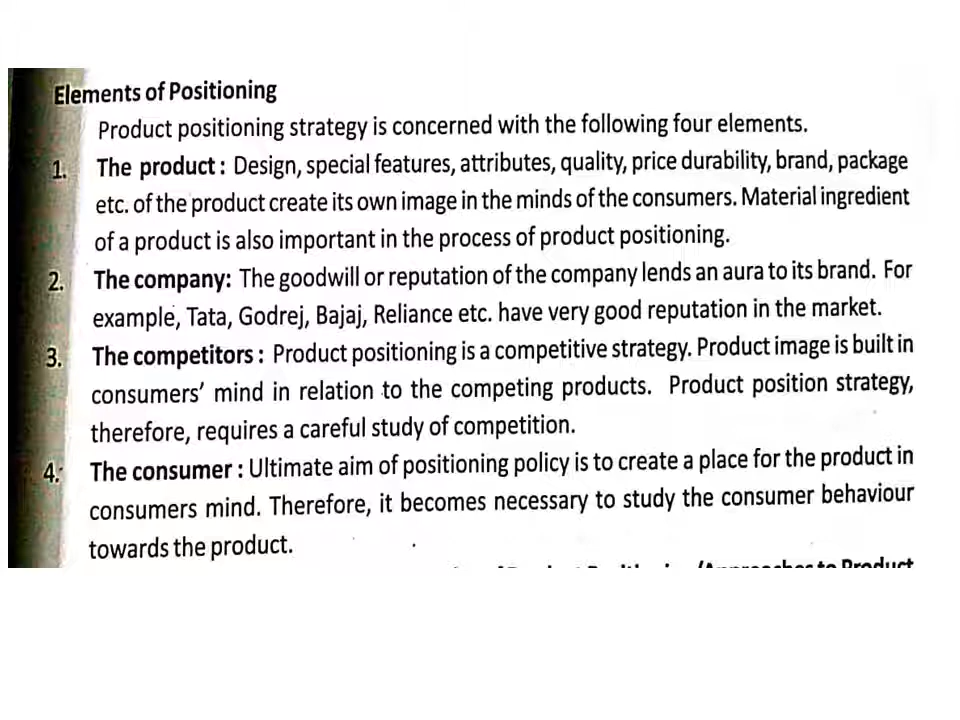 Elements of Positioning
Product positioning strategy is concerned with the following four elements.
1. The product : Design, special features, attributes, quality, price durability, brand, package
etc. of the product create its own image in the minds of the consumers. Material ingredient
of a product is also important in the process of product positioning.
2. The company: The goodwill or reputation of the company lends an aura to its brand. For
example, Tata, Godrej, Bajaj, Reliance etc. have very good reputation in the market.
3. The competitors : Product positioning is a competitive strategy. Product image is built in
consumers' mind in relation to the competing products. Product position strategy,
therefore, requires a careful study of competition.
4. The consumer : Ultimate aim of positioning policy is to create a place for the product in
consumers mind. Therefore, it becomes necessary to study the consumer behaviour
towards the product.
to Product